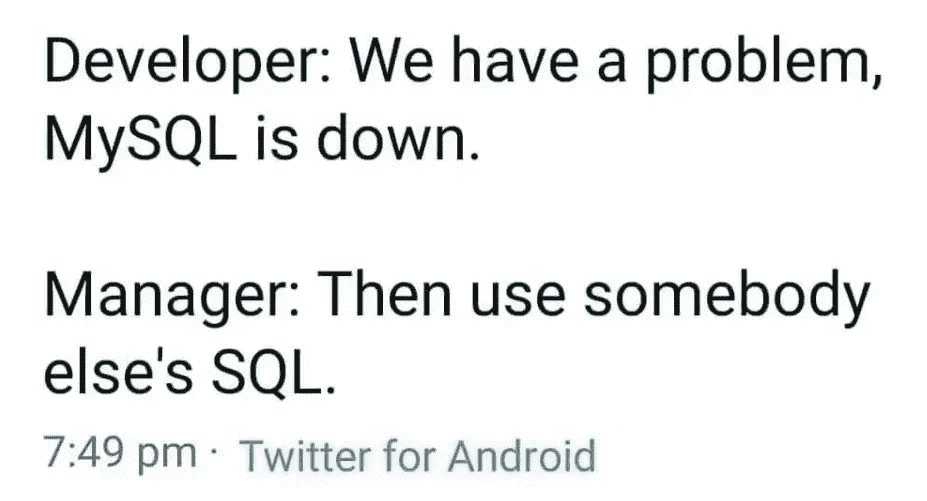 Developer: We have a problem,
MySQL is down.
Manager: Then use somebody
else's SQL.
7:49 pm · Twitter for Android